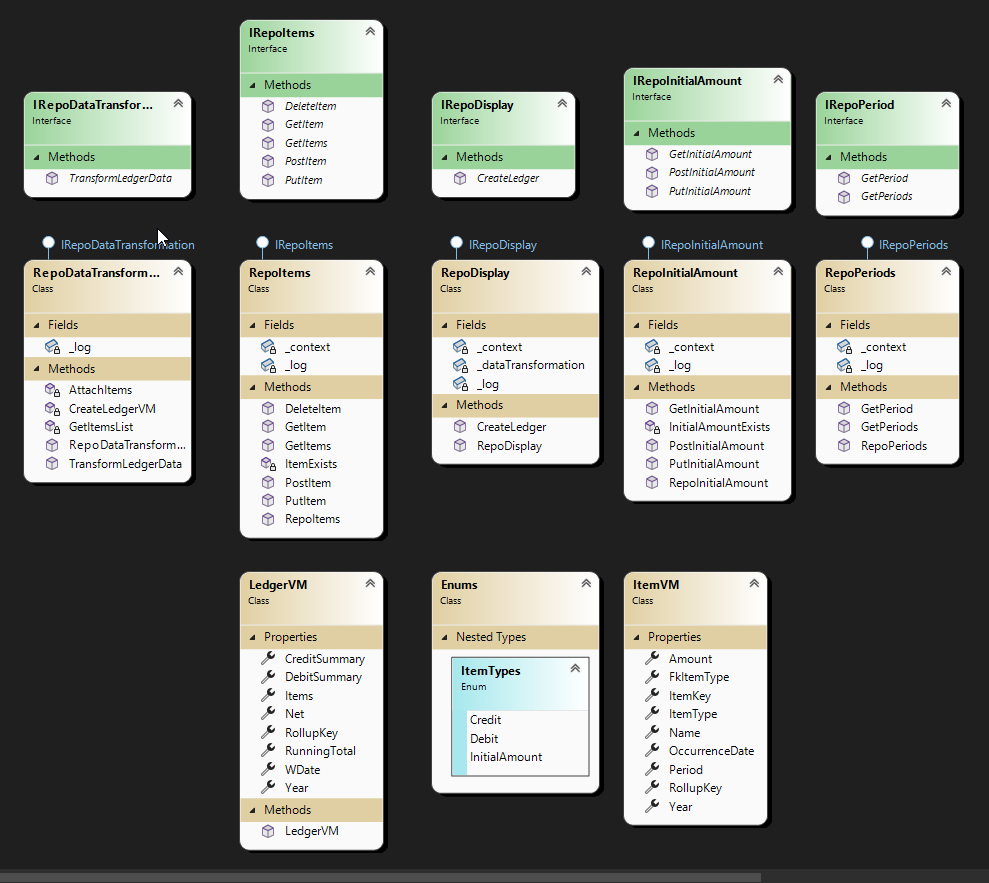 IRepoItems
Interface
Methods
DeleteItem
GetItem
GetItems
PostItem
PutItem
IRepoDataTransfor...
Interface
Methods
TransformLedgerData
IRepoDisplay
Interface
Methods
CreateLedger
IRepoInitialAmount
Interface
Methods
GetInitialAmount
PostInitialAmount
PutInitialAmount
IRepoPeriod
Interface
Methods
GetPeriod
GetPeriods
IRepoDataTransformation
RepoDataTransform...
Class
Fields
_log
Methods
AttachItems
CreateLedgerVM
GetItemsList
RepoDataTransform...
TransformLedgerData
IRepoItems
RepoItems
Class
Fields
_context
_log
Methods
DeleteItem
GetItem
GetItems
ItemExists
PostItem
PutItem
RepoItems
IRepoDisplay
RepoDisplay
Class
Fields
_context
_dataTransformation
_log
Methods
CreateLedger
RepoDisplay
IRepoInitialAmount
RepoInitialAmount
Class
Fields
_context
_log
Methods
GetInitialAmount
InitialAmountExists
PostInitialAmount
PutInitialAmount
RepoInitialAmount
IRepoPeriods
RepoPeriods
Class
Fields
_context
_log
Methods
GetPeriod
GetPeriods
RepoPeriods
LedgerVM
Class
Properties
CreditSummary
DebitSummary
Items
Net
RollupKey
RunningTotal
WDate
Year
Methods
LedgerVM
Enums
Class
Nested Types
ItemTypes
Enum
Credit
Debit
InitialAmount
ItemVM
Class
Properties
Amount
FkItemType
ItemKey
ItemType
Name
OccurrenceDate
Period
RollupKey
Year